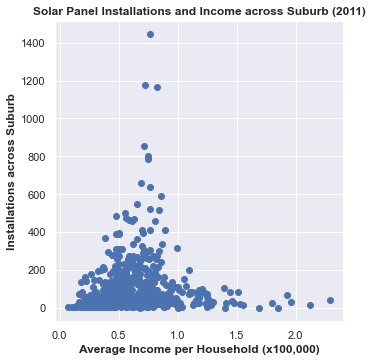 Solar Panel Installations and Income across Suburb (2011)
1400
1200
1000
800
600
400
200
0
Installations across Suburb
0.0 0.5 1.0 1.5 2.0
Average Income per Household (x100,000)